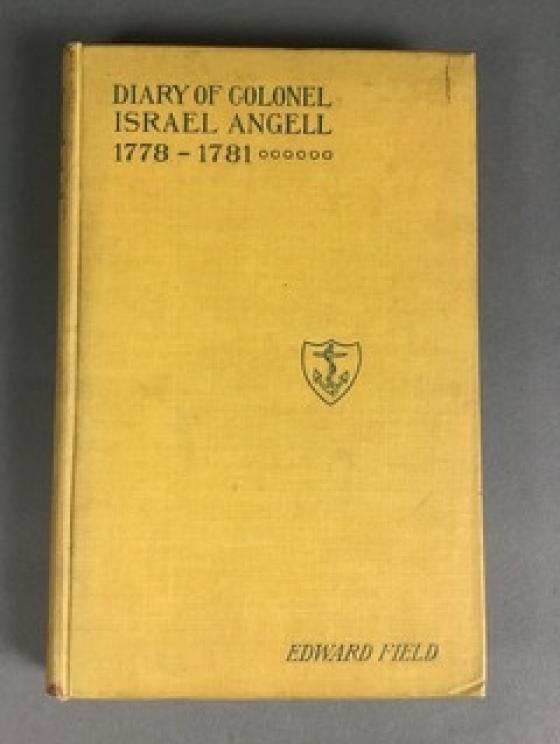 DIARY OF COLONEL
ISRAEL ANGELL
1778 – 1781 ○○○○○○
EDWARD FIELD